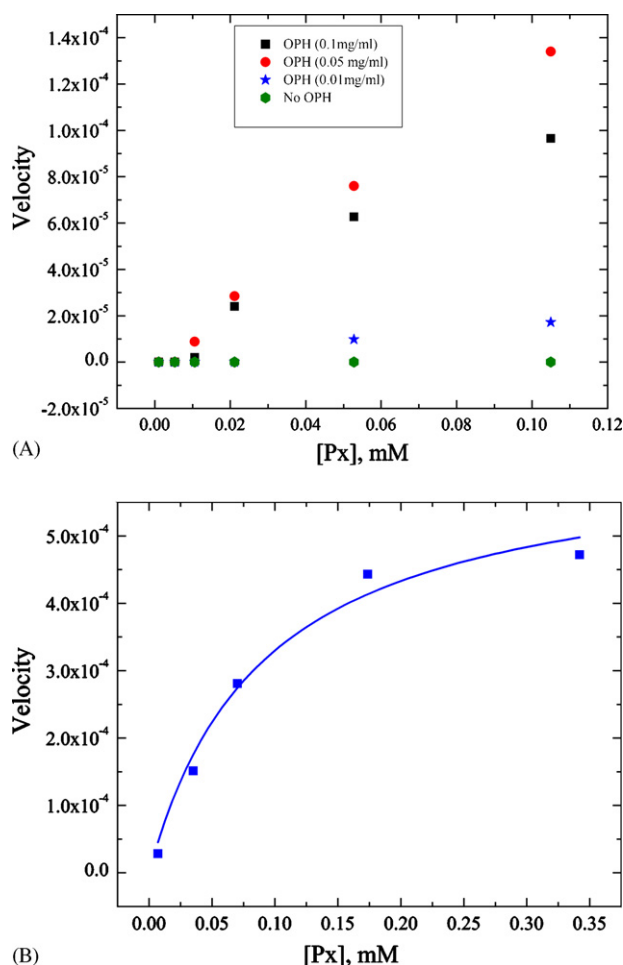 1.4x10⁻⁴
1.2x10⁻⁴
1.0x10⁻⁴
8.0x10⁻⁵
6.0x10⁻⁵
4.0x10⁻⁵
2.0x10⁻⁵
0.0
-2.0x10⁻⁵
Velocity
OPH (0.1mg/ml)
OPH (0.05 mg/ml)
OPH (0.01mg/ml)
No OPH
0.00 0.02 0.04 0.06 0.08 0.10 0.12
[Px], mM
(A)
5.0x10⁻⁴
4.0x10⁻⁴
3.0x10⁻⁴
2.0x10⁻⁴
1.0x10⁻⁴
0.0
Velocity
0.00 0.05 0.10 0.15 0.20 0.25 0.30 0.35
[Px], mM
(B)